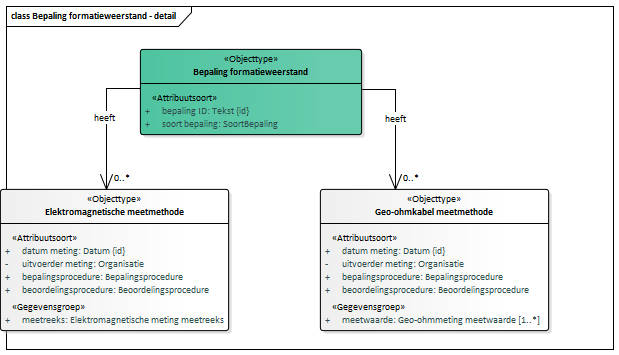 class Bepaling formatieweerstand - detail
«Objecttype»
Bepaling formatieweerstand
«Attribuutsoort»
+ bepaling ID: Tekst {id}
+ soort bepaling: SoortBepaling
heeft
heeft
0..*
0..*
«Objecttype»
Elektromagnetische meetmethode
«Attribuutsoort»
+ datum meting: Datum {id}
- uitvoerder meting: Organisatie
+ bepalingsprocedure: Bepalingsprocedure
+ beoordelingsprocedure: Beoordelingsprocedure
«Gegevensgroep»
+ meetreeks: Elektromagnetische meting meetreeks
«Objecttype»
Geo-ohmkabel meetmethode
«Attribuutsoort»
+ datum meting: Datum {id}
- uitvoerder meting: Organisatie
+ bepalingsprocedure: Bepalingsprocedure
+ beoordelingsprocedure: Beoordelingsprocedure
«Gegevensgroep»
+ meetwaarde: Geo-ohmmeting meetwaarde [1..*]